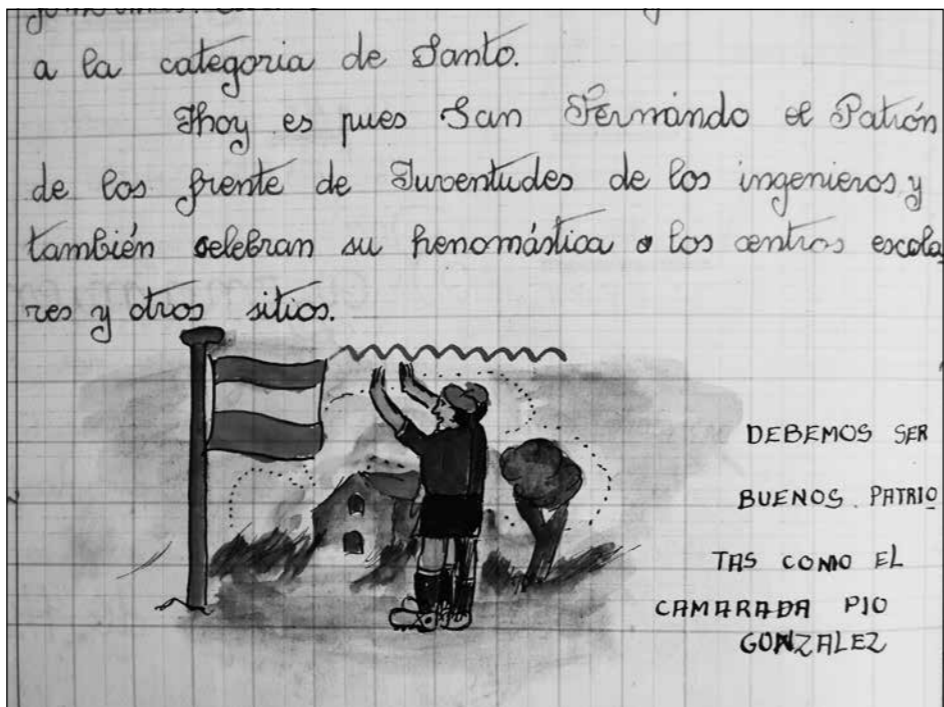 a la categoria de Santo.
Hoy es pues San Fernando el Patrón
de los frente de Juventudes de los ingenieros y
también celebran su henomástica los centros escola
res y otros sitios.
DEBEMOS SER
BUENOS PATRIO
TAS COMO EL
CAMARADA PIO
GONZALEZ